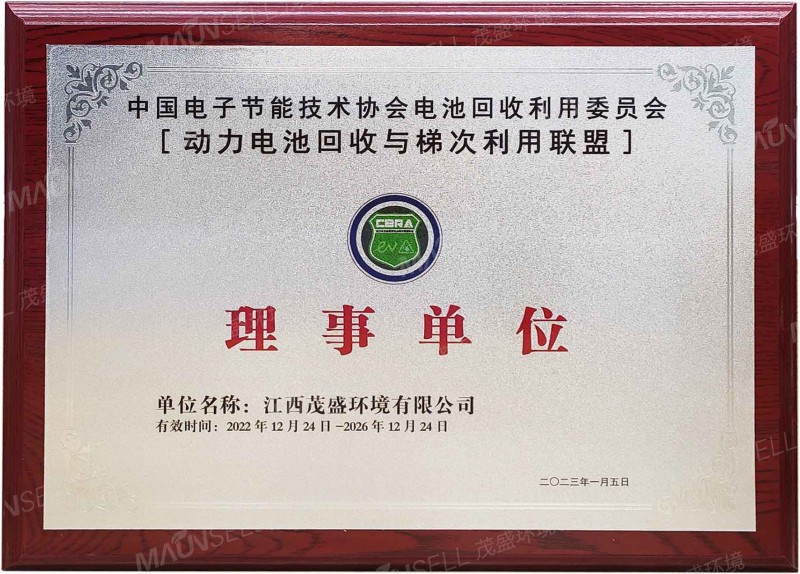 中国电子节能技术协会电池回收利用委员会
[ 动力电池回收与梯次利用联盟 ]
CBRA
理事单位
单位名称：江西茂盛环境有限公司
有效时间：2022 年 12 月 24 日 –2026 年 12 月 24 日
二〇二三年一月五日
MAUNSELL 茂盛环境